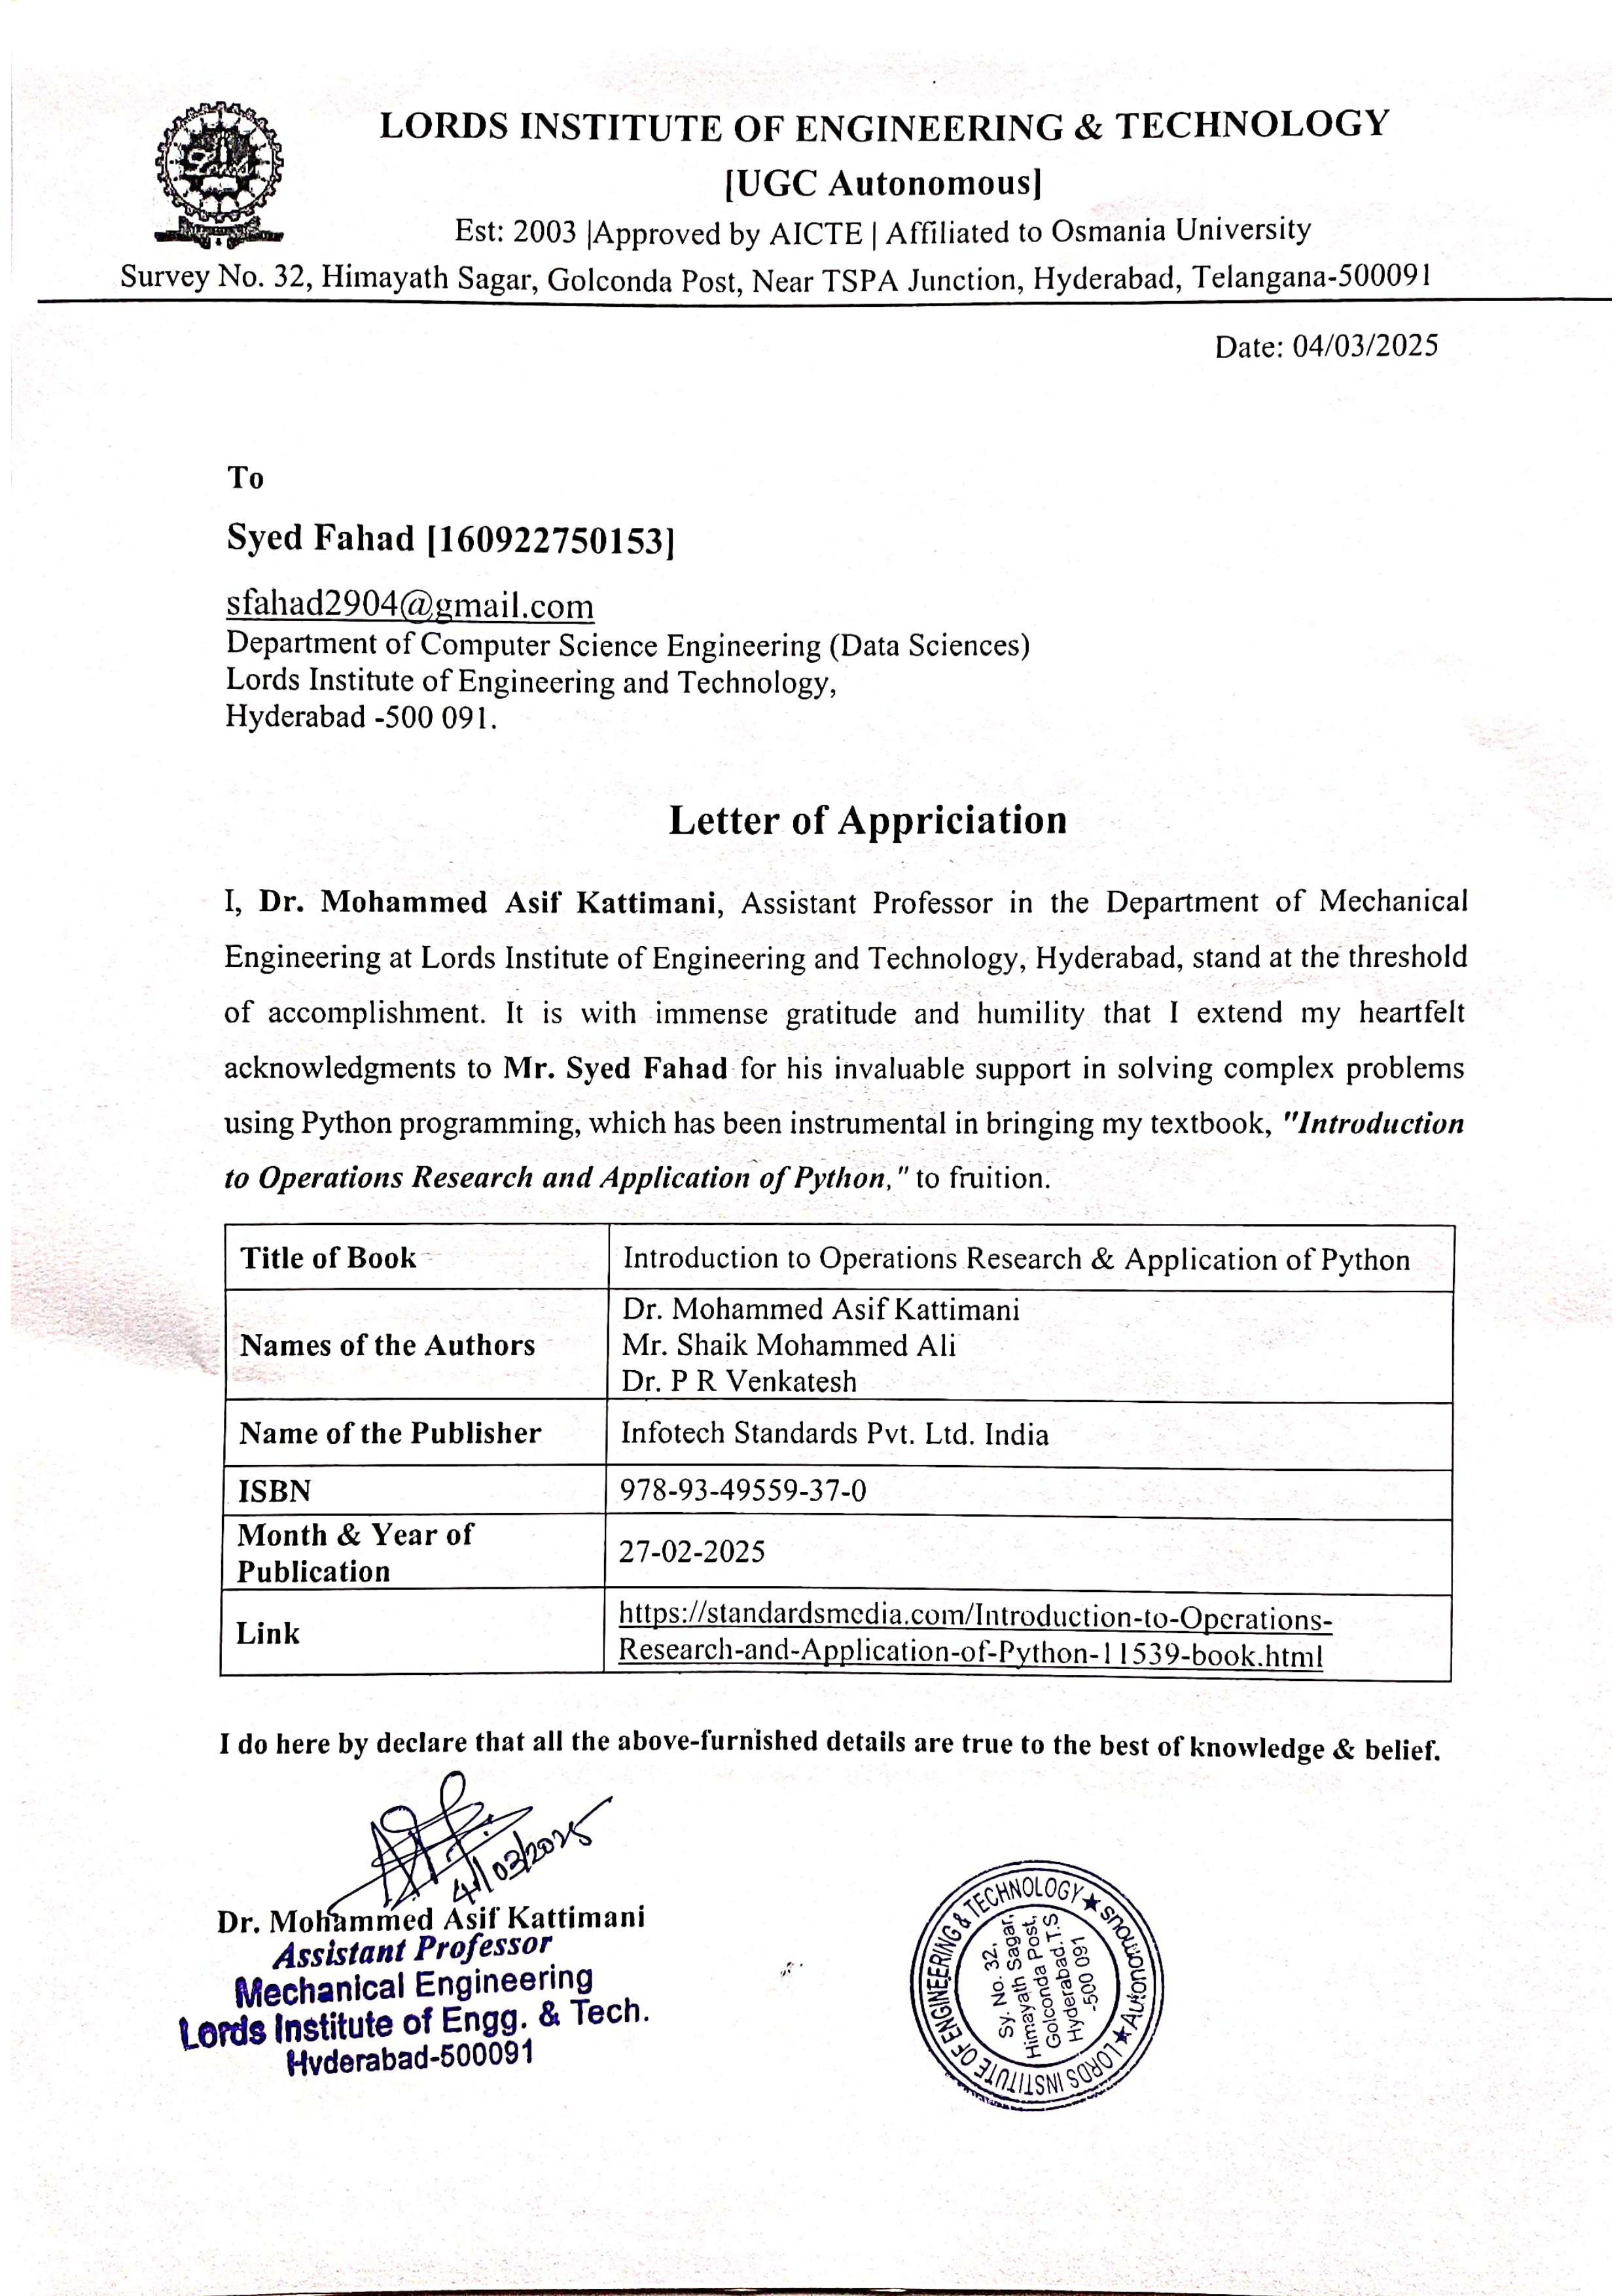 Lords
LORDS INSTITUTE OF ENGINEERING & TECHNOLOGY
[UGC Autonomous]
Est: 2003 |Approved by AICTE | Affiliated to Osmania University
Survey No. 32, Himayath Sagar, Golconda Post, Near TSPA Junction, Hyderabad, Telangana-500091
Date: 04/03/2025
To
Syed Fahad [160922750153]
sfahad2904@gmail.com
Department of Computer Science Engineering (Data Sciences)
Lords Institute of Engineering and Technology,
Hyderabad -500 091.
Letter of Appriciation
I, Dr. Mohammed Asif Kattimani, Assistant Professor in the Department of Mechanical
Engineering at Lords Institute of Engineering and Technology, Hyderabad, stand at the threshold
of accomplishment. It is with immense gratitude and humility that I extend my heartfelt
acknowledgments to Mr. Syed Fahad for his invaluable support in solving complex problems
using Python programming, which has been instrumental in bringing my textbook, "Introduction
to Operations Research and Application of Python," to fruition.
Title of Book Introduction to Operations Research & Application of Python
Names of the Authors
Dr. Mohammed Asif Kattimani
Mr. Shaik Mohammed Ali
Dr. P R Venkatesh
Name of the Publisher Infotech Standards Pvt. Ltd. India
ISBN 978-93-49559-37-0
Month & Year of
Publication
27-02-2025
Link
https://standardsmedia.com/Introduction-to-Operations-
Research-and-Application-of-Python-11539-book.html
I do here by declare that all the above-furnished details are true to the best of knowledge & belief.
4/03/2025
Dr. Mohammed Asif Kattimani
Assistant Professor
Mechanical Engineering
Lords Institute of Engg. & Tech.
Hyderabad-500091
★ LORDS INSTITUTE OF ENGINEERING & TECHNOLOGY ★ Autonomous
Sy. No. 32,
Himayath Sagar,
Golconda Post,
Hyderabad.T.S
-500 091